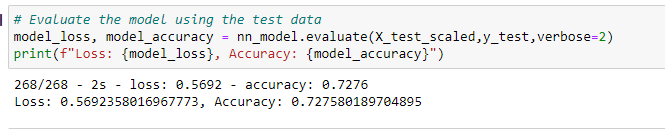 # Evaluate the model using the test data
model_loss, model_accuracy = nn_model.evaluate(X_test_scaled,y_test,verbose=2)
print(f"Loss: {model_loss}, Accuracy: {model_accuracy}")
268/268 - 2s - loss: 0.5692 - accuracy: 0.7276
Loss: 0.5692358016967773, Accuracy: 0.727580189704895